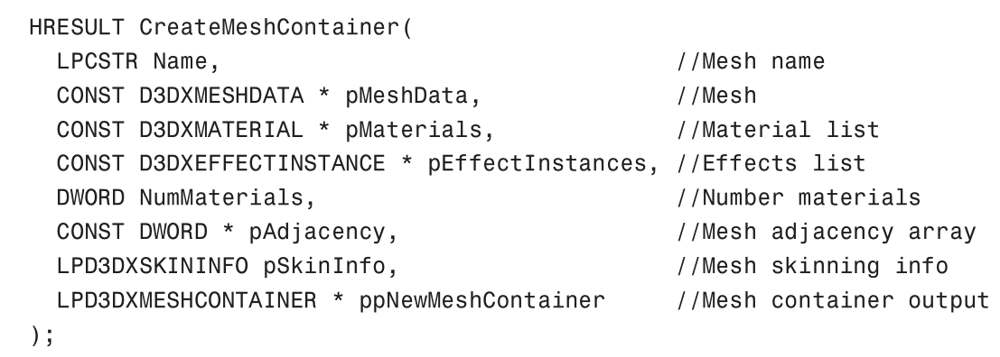 HRESULT CreateMeshContainer(
LPCSTR Name, //Mesh name
CONST D3DXMESHDATA * pMeshData, //Mesh
CONST D3DXMATERIAL * pMaterials, //Material list
CONST D3DXEFFECTINSTANCE * pEffectInstances, //Effects list
DWORD NumMaterials, //Number materials
CONST DWORD * pAdjacency, //Mesh adjacency array
LPD3DXSKININFO pSkinInfo, //Mesh skinning info
LPD3DXMESHCONTAINER * ppNewMeshContainer //Mesh container output
);